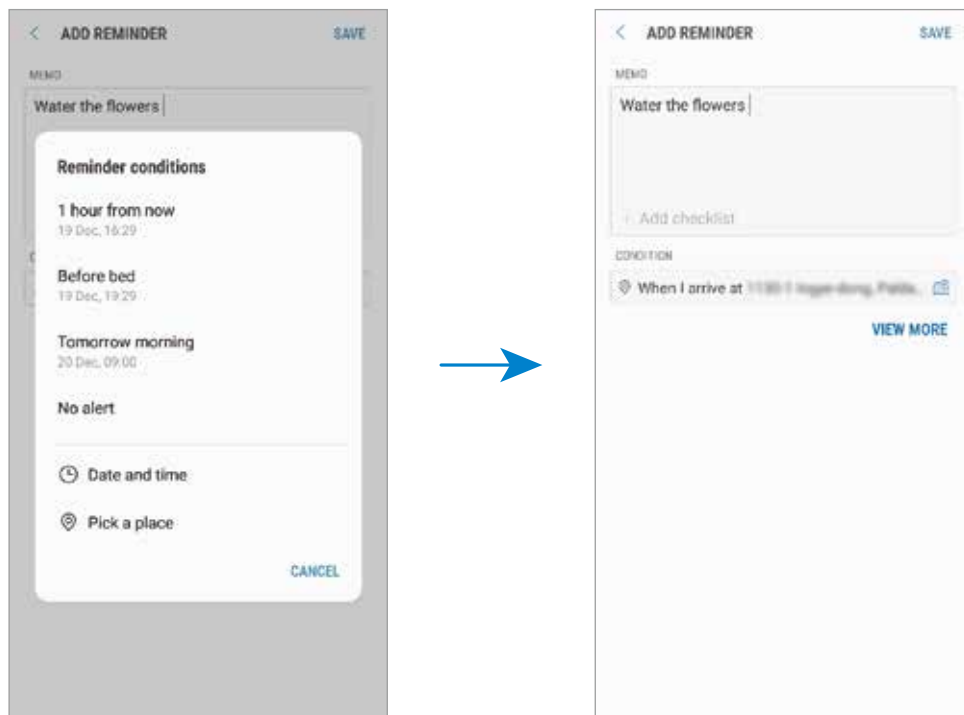 ADD REMINDER SAVE
MEMO
Water the flowers
Reminder conditions
1 hour from now
19 Dec, 16:29
Before bed
19 Dec, 19:29
Tomorrow morning
20 Dec, 09:00
No alert
Date and time
Pick a place
CANCEL
ADD REMINDER SAVE
MEMO
Water the flowers
Add checklist
CONDITION
When I arrive at
VIEW MORE